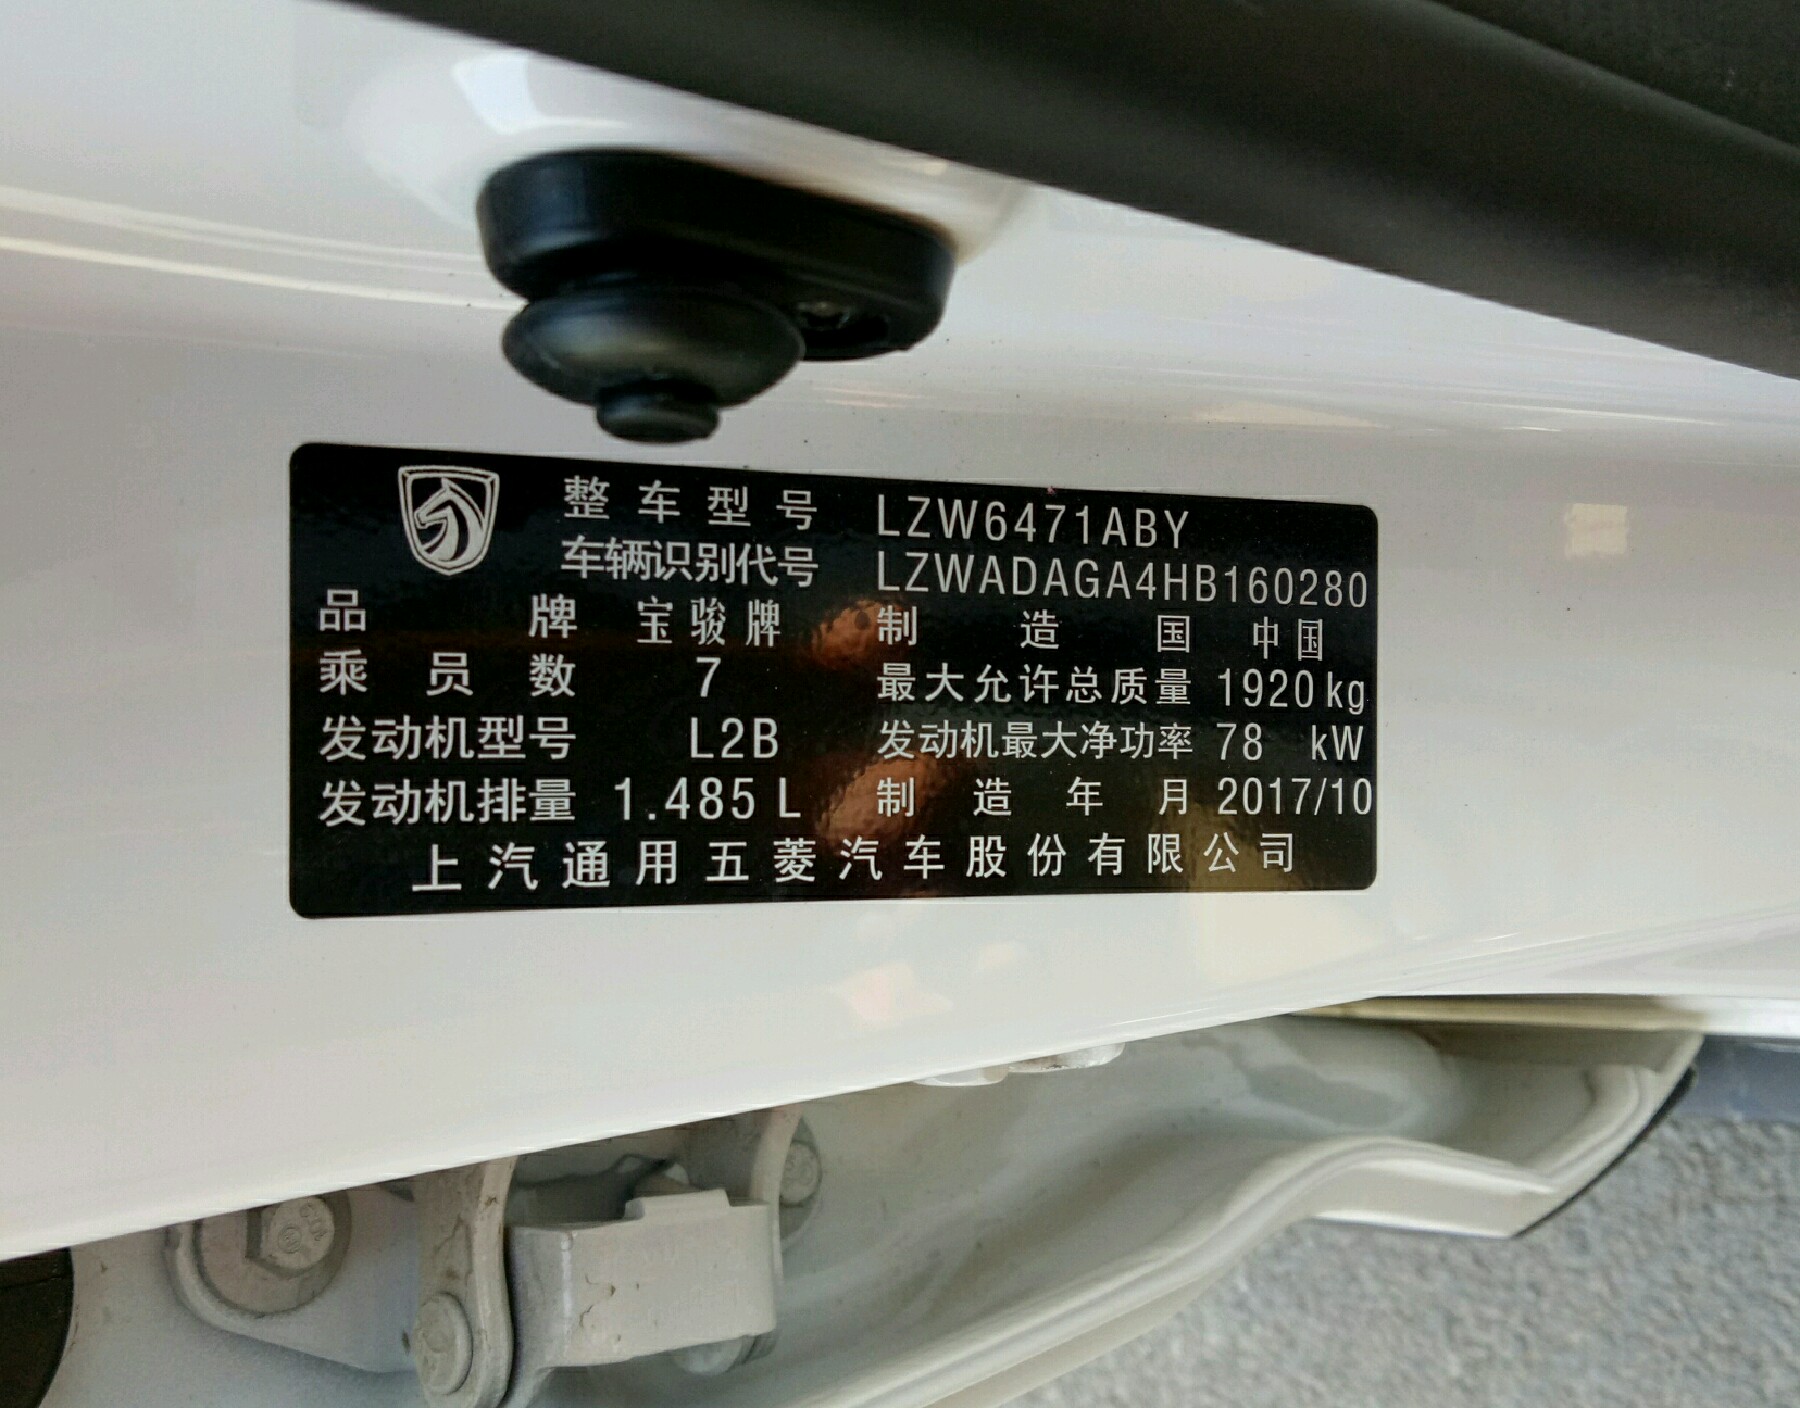 整车型号 LZW6471ABY
车辆识别代号 LZWADAGA4HB160280
品牌 宝骏牌 制造国 中国
乘员数 7 最大允许总质量 1920 kg
发动机型号 L2B 发动机最大净功率 78 kW
发动机排量 1.485 L 制造年月 2017/10
上汽通用五菱汽车股份有限公司